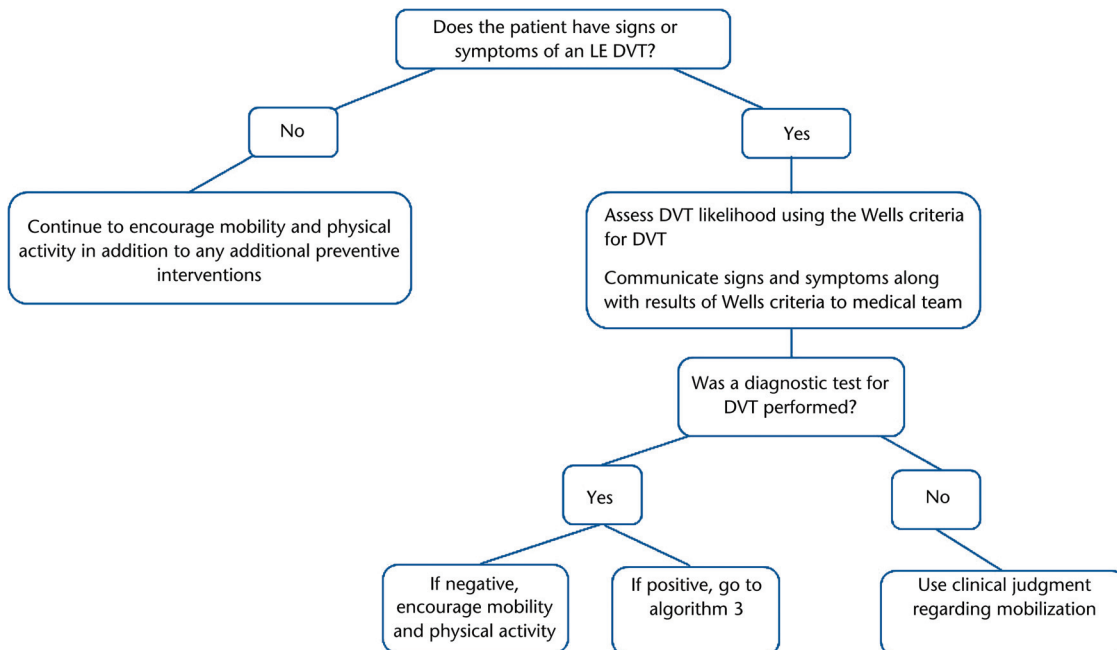 Does the patient have signs or
symptoms of an LE DVT?
No
Yes
Continue to encourage mobility and physical
activity in addition to any additional preventive
interventions
Assess DVT likelihood using the Wells criteria
for DVT
Communicate signs and symptoms along
with results of Wells criteria to medical team
Was a diagnostic test for
DVT performed?
Yes
No
If negative,
encourage mobility
and physical activity
If positive, go to
algorithm 3
Use clinical judgment
regarding mobilization